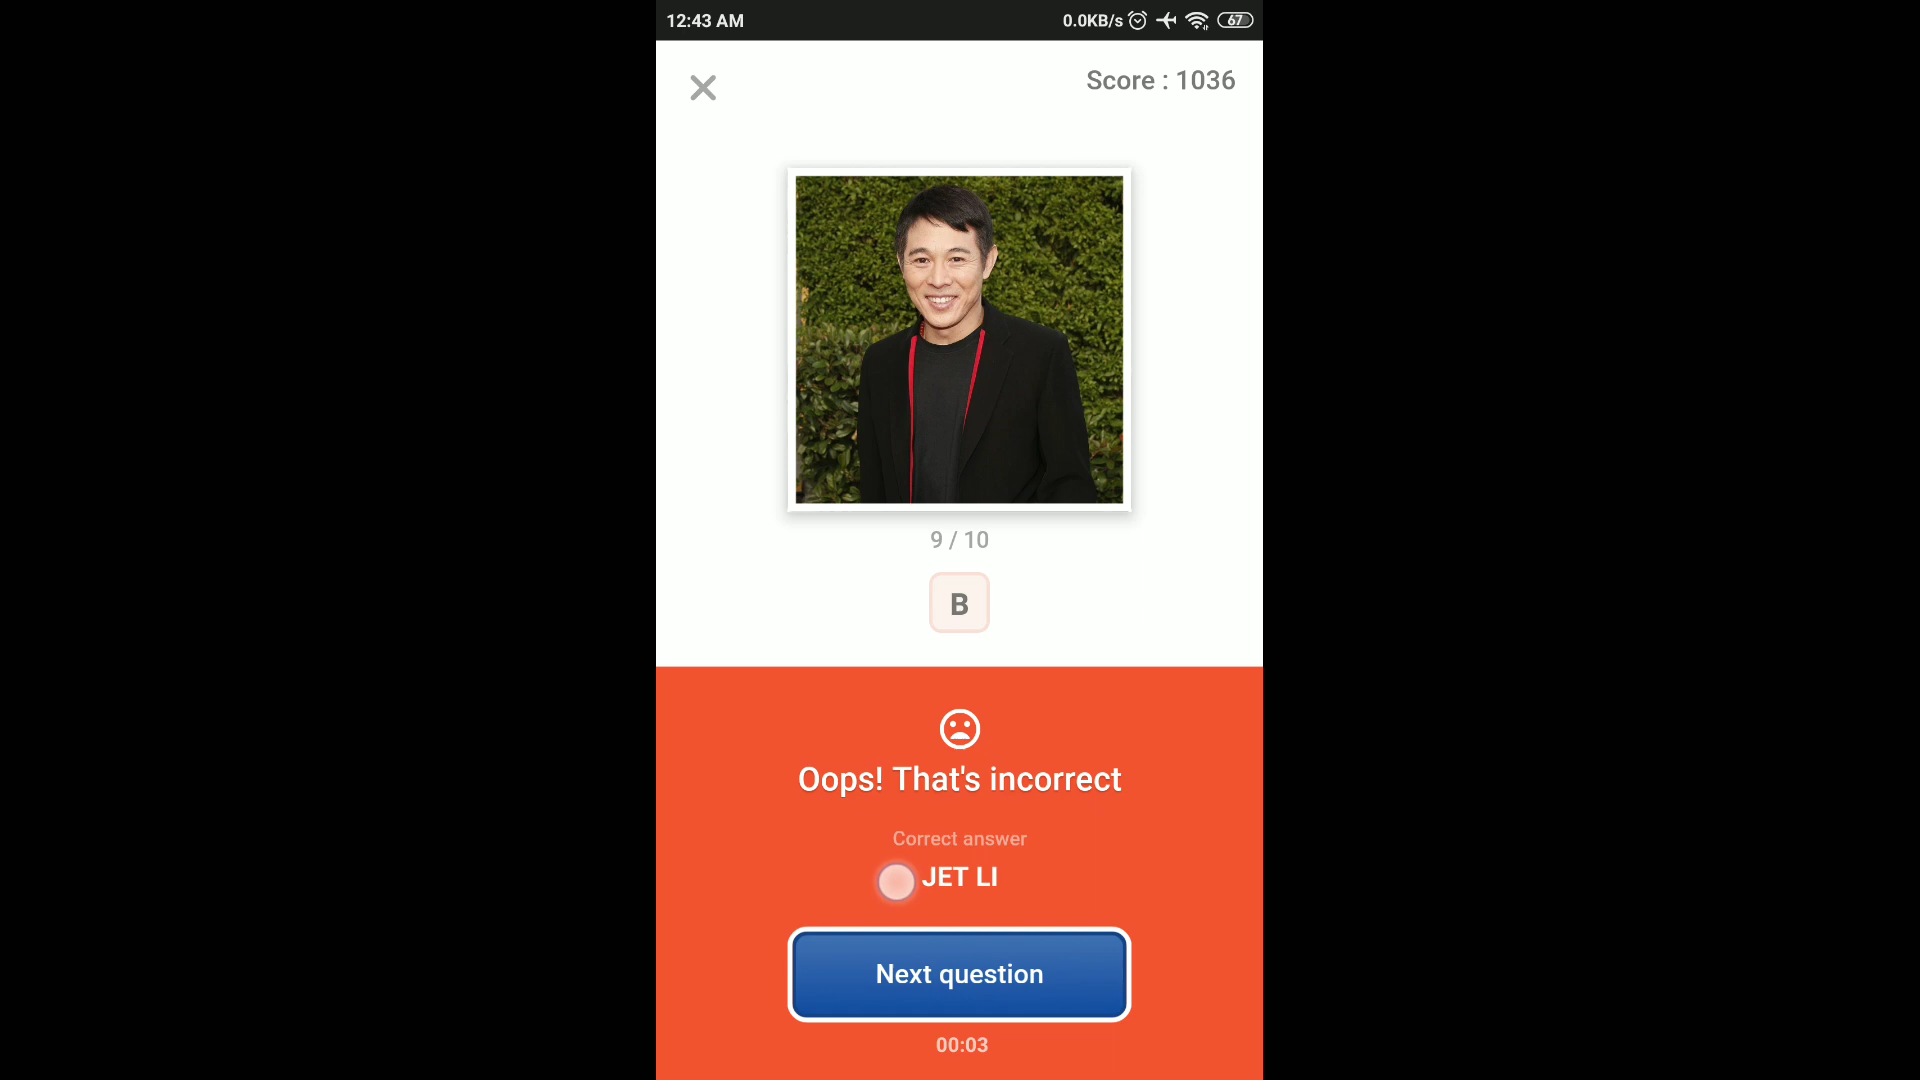 12:43 AM 0.0KB/s 67
Score : 1036
9 / 10
B
Oops! That's incorrect
Correct answer
JET LI
Next question
00:03